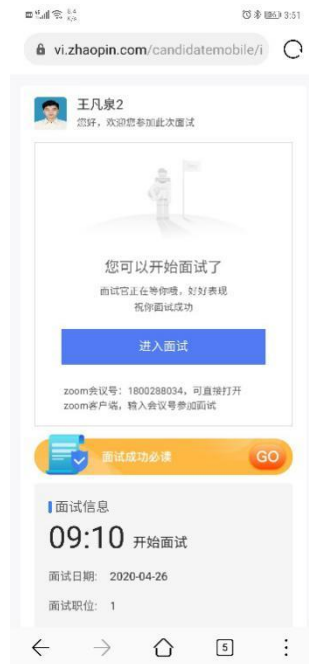 3:51
vi.zhaopin.com/candidatemobile/i
王凡泉2
您好，欢迎您参加此次面试
您可以开始面试了
面试官正在等你哦，好好表现
祝你面试成功
进入面试
zoom会议号：1800288034，可直接打开
zoom客户端，输入会议号参加面试
面试成功必读
GO
面试信息
09:10 开始面试
面试日期: 2020-04-26
面试职位: 1
5